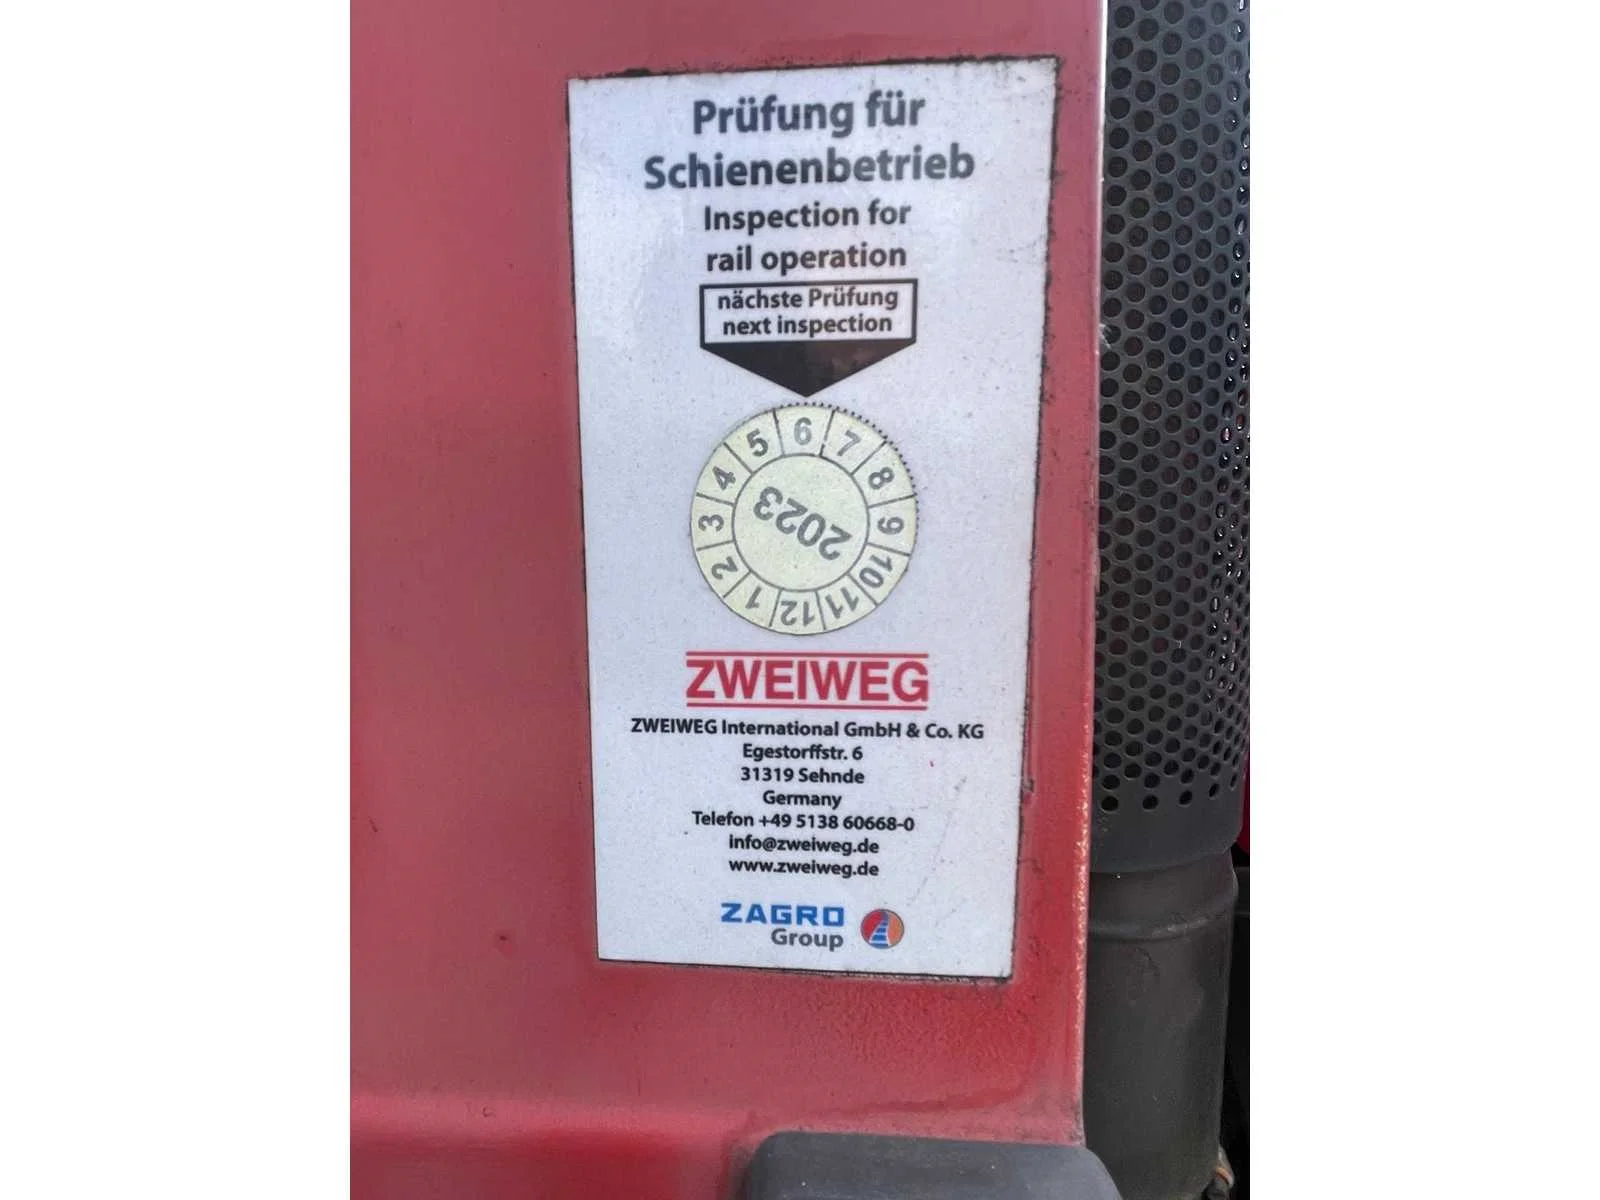 Prüfung für
Schienenbetrieb
Inspection for
rail operation
nächste Prüfung
next inspection
1 2 3 4 5 6 7 8 9 10 11 12
2023
ZWEIWEG
ZWEIWEG International GmbH & Co. KG
Egestorffstr. 6
31319 Sehnde
Germany
Telefon +49 5138 60668-0
info@zweiweg.de
www.zweiweg.de
ZAGRO
Group